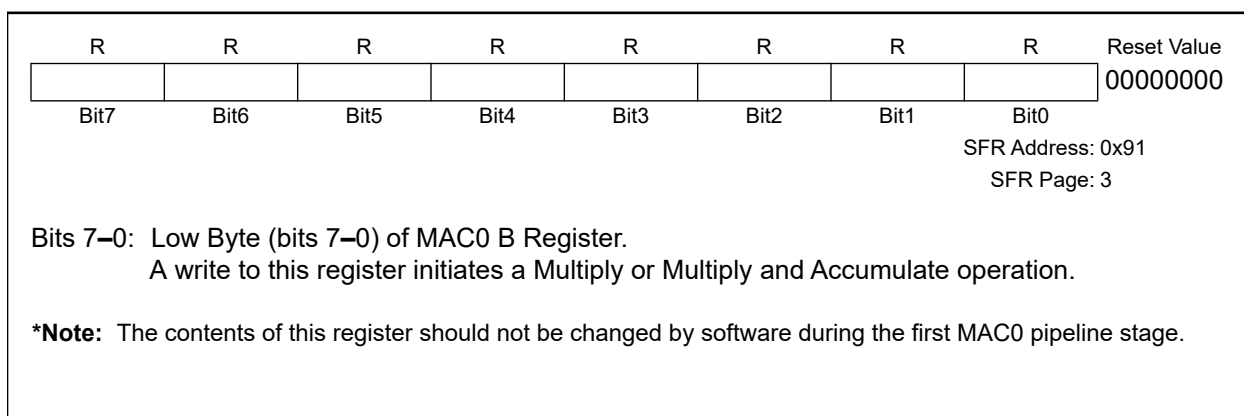 R R R R R R R R Reset Value
00000000
Bit7 Bit6 Bit5 Bit4 Bit3 Bit2 Bit1 Bit0
SFR Address: 0x91
SFR Page: 3
Bits 7–0: Low Byte (bits 7–0) of MAC0 B Register.
A write to this register initiates a Multiply or Multiply and Accumulate operation.
*Note: The contents of this register should not be changed by software during the first MAC0 pipeline stage.